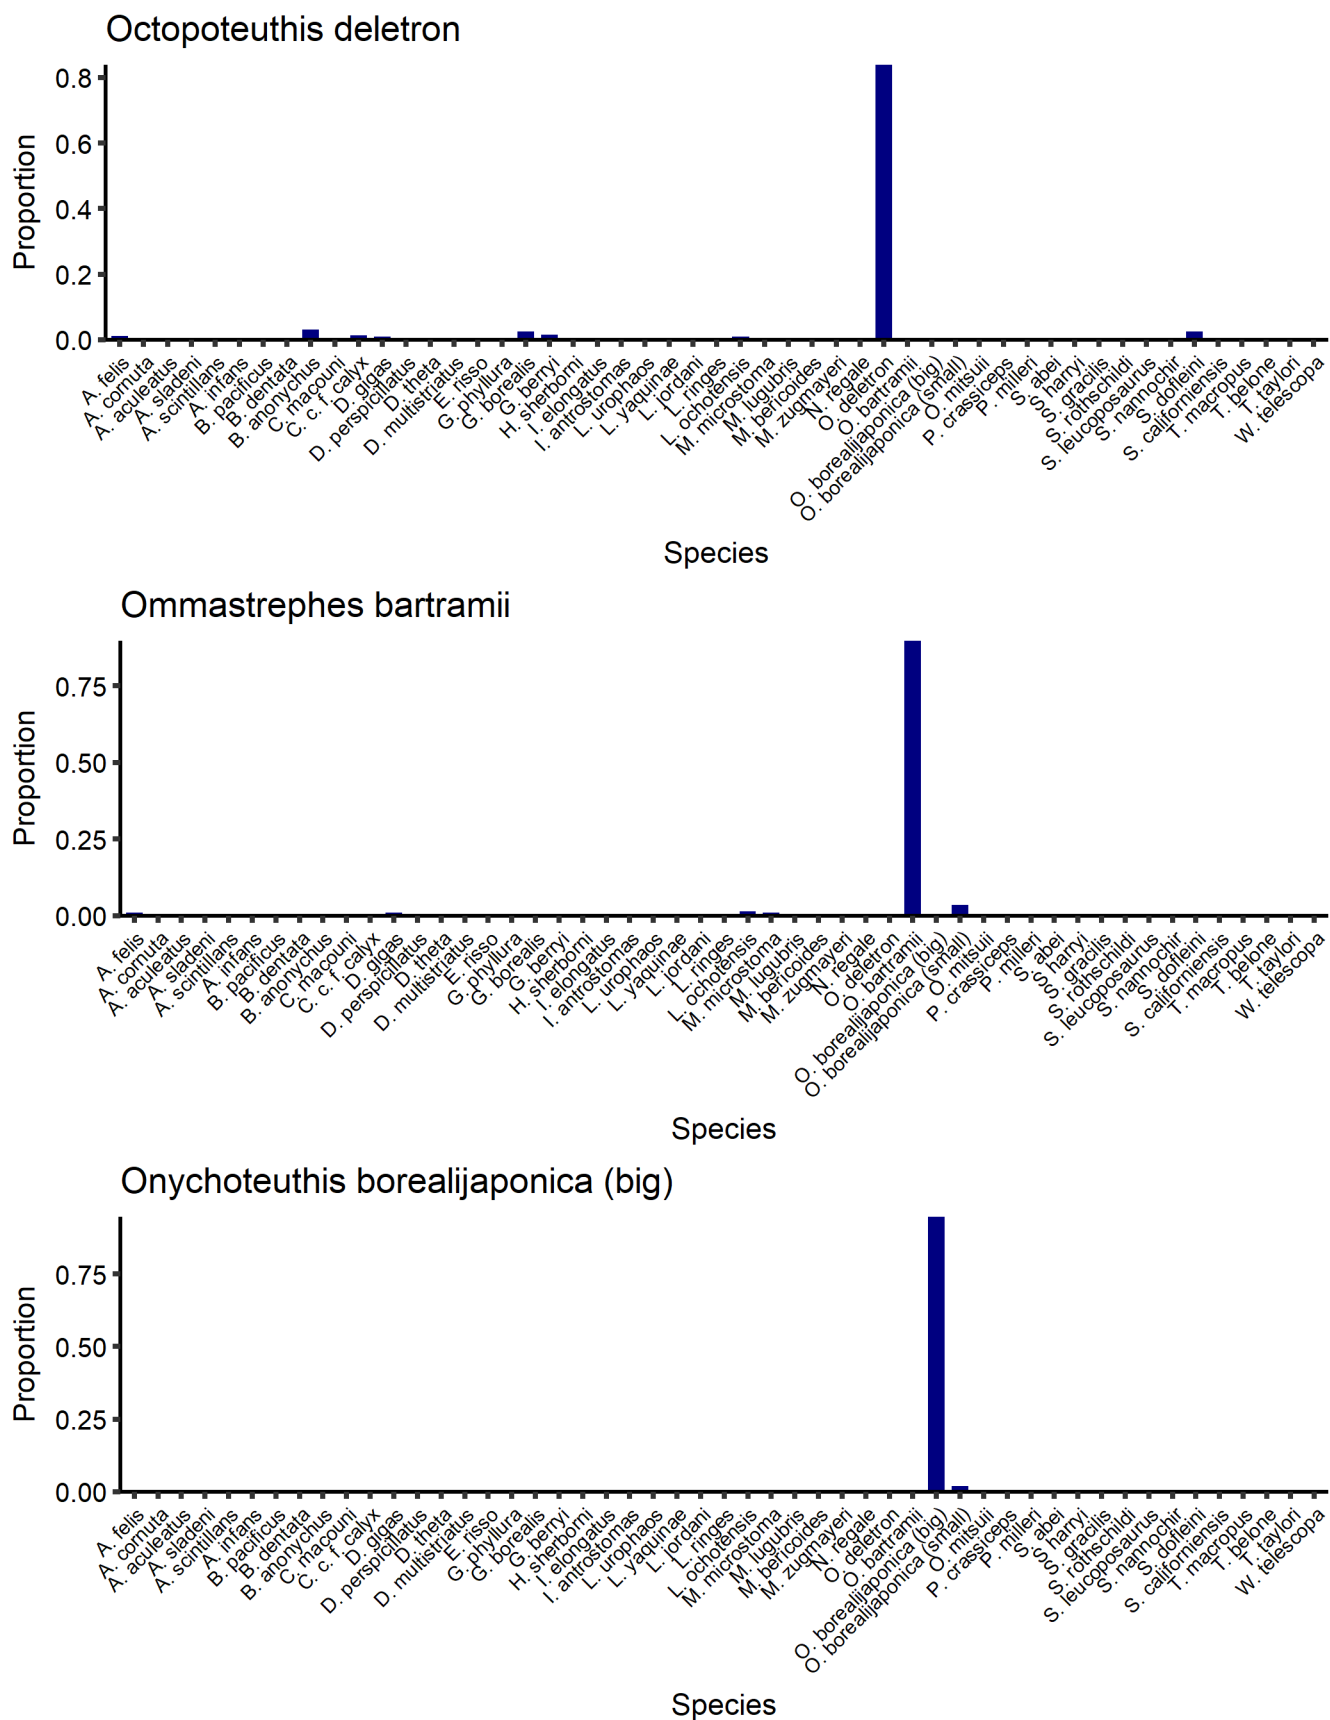 Octopoteuthis deletron
Proportion
0.8
0.6
0.4
0.2
0.0
A. felis
A. cornuta
A. aculeatus
A. sladeni
A. scintillans
A. infans
B. pacificus
B. dentata
B. anonychus
C. macouni
C. c. f. calyx
D. gigas
D. perspicillatus
D. theta
D. multistriatus
E. risso
G. phyllura
G. borealis
G. berryi
H. sherborni
I. elongatus
I. antrostomas
L. urophaos
L. yaquinae
L. jordani
L. ringes
L. ochotensis
M. microstoma
M. lugubris
M. bericoides
M. zugmayeri
N. regale
O. deletron
O. bartramii
O. borealijaponica (big)
O. borealijaponica (small)
O. mitsuii
P. crassiceps
P. milleri
S. abei
S harryi
S. gracilis
S. rothschildi
S. leucoposaurus
S. nannochir
S. dofleini
S. californiensis
T. macropus
T. belone
T. taylori
W. telescopa
Species
Ommastrephes bartramii
Proportion
0.75
0.50
0.25
0.00
A. felis
A. cornuta
A. aculeatus
A. sladeni
A. scintillans
A. infans
B. pacificus
B. dentata
B. anonychus
C. macouni
C. c. f. calyx
D. gigas
D. perspicillatus
D. theta
D. multistriatus
E. risso
G. phyllura
G. borealis
G. berryi
H. sherborni
I. elongatus
I. antrostomas
L. urophaos
L. yaquinae
L. jordani
L. ringes
L. ochotensis
M. microstoma
M. lugubris
M. bericoides
M. zugmayeri
N. regale
O. deletron
O. bartramii
O. borealijaponica (big)
O. borealijaponica (small)
O. mitsuii
P. crassiceps
P. milleri
S. abei
S harryi
S. gracilis
S. rothschildi
S. leucoposaurus
S. nannochir
S. dofleini
S. californiensis
T. macropus
T. belone
T. taylori
W. telescopa
Species
Onychoteuthis borealijaponica (big)
Proportion
0.75
0.50
0.25
0.00
A. felis
A. cornuta
A. aculeatus
A. sladeni
A. scintillans
A. infans
B. pacificus
B. dentata
B. anonychus
C. macouni
C. c. f. calyx
D. gigas
D. perspicillatus
D. theta
D. multistriatus
E. risso
G. phyllura
G. borealis
G. berryi
H. sherborni
I. elongatus
I. antrostomas
L. urophaos
L. yaquinae
L. jordani
L. ringes
L. ochotensis
M. microstoma
M. lugubris
M. bericoides
M. zugmayeri
N. regale
O. deletron
O. bartramii
O. borealijaponica (big)
O. borealijaponica (small)
O. mitsuii
P. crassiceps
P. milleri
S. abei
S harryi
S. gracilis
S. rothschildi
S. leucoposaurus
S. nannochir
S. dofleini
S. californiensis
T. macropus
T. belone
T. taylori
W. telescopa
Species